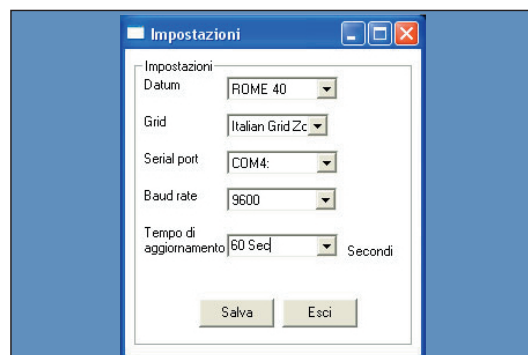 Impostazioni
Impostazioni
Datum ROME 40
Grid Italian Grid Zc
Serial port COM4:
Baud rate 9600
Tempo di
aggiornamento 60 Sec Secondi
Salva Esci